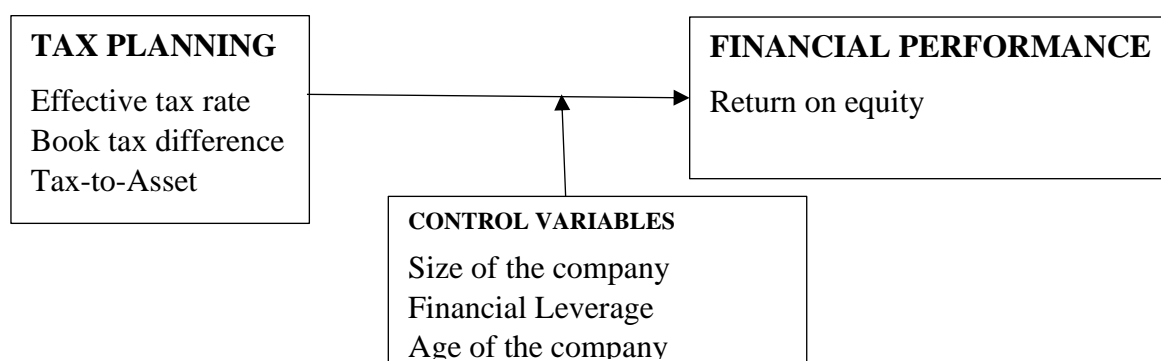 TAX PLANNING
Effective tax rate
Book tax difference
Tax-to-Asset
FINANCIAL PERFORMANCE
Return on equity
CONTROL VARIABLES
Size of the company
Financial Leverage
Age of the company